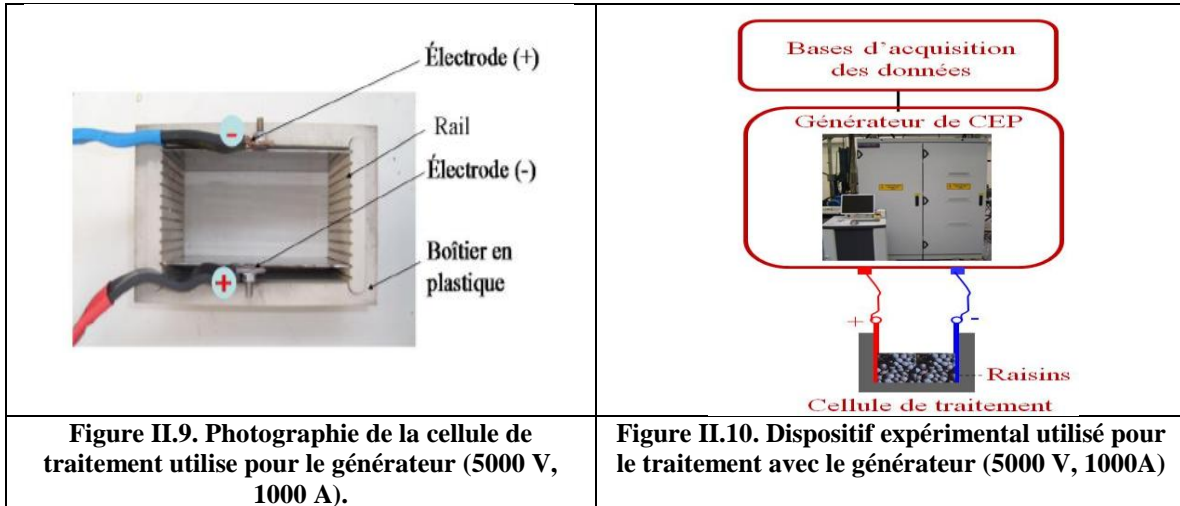 Électrode (+)
-
Rail
Électrode (-)
Boîtier en
plastique
+
Bases d'acquisition
des données
Générateur de CEP
+
-
Raisins
Cellule de traitement
Figure II.9. Photographie de la cellule de
traitement utilise pour le générateur (5000 V,
1000 A).
Figure II.10. Dispositif expérimental utilisé pour
le traitement avec le générateur (5000 V, 1000A)